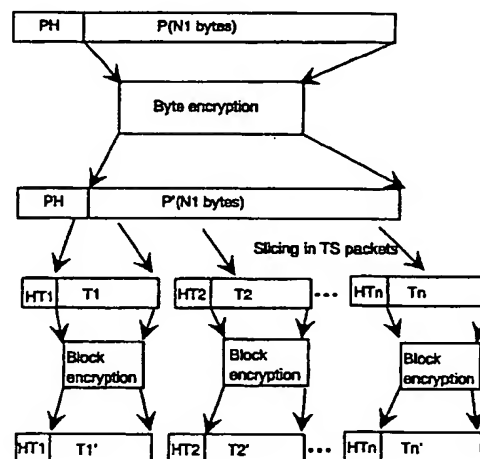 PH P(N1 bytes)
Byte encryption
PH P'(N1 bytes)
Slicing in TS packets
HT1 T1 HT2 T2 ... HTn Tn
Block encryption Block encryption Block encryption
HT1 T1' HT2 T2' ... HTn Tn'